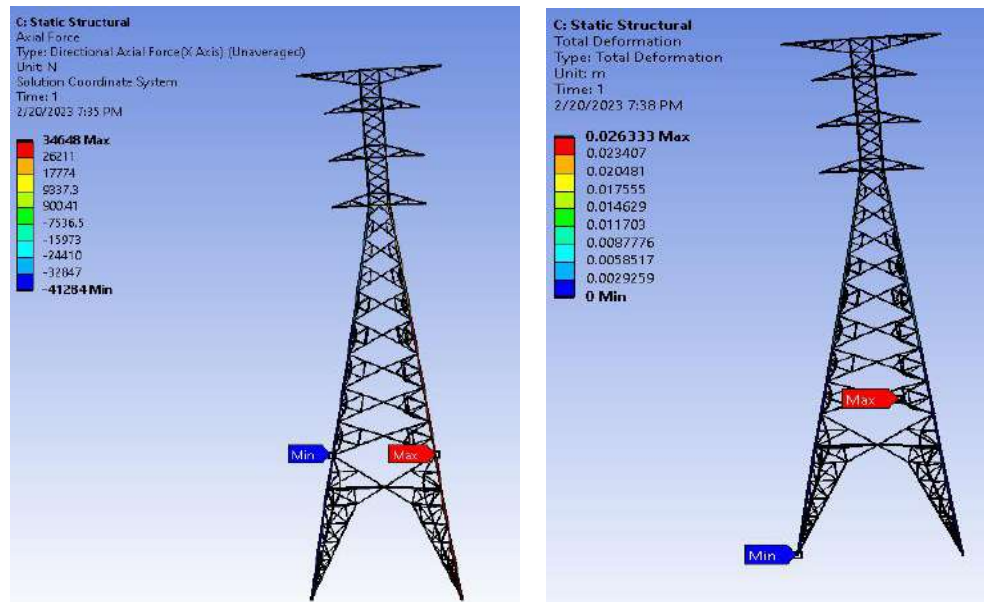 C: Static Structural
Axial Force
Type: Directional Axial Force(X Axis) (Unaveraged)
Unit: N
Solution Coordinate System
Time: 1
2/20/2023 7:35 PM
34648 Max
26211
17774
9337.3
900.41
-7536.5
-15973
-24410
-32847
-41284 Min
Min
Max
C: Static Structural
Total Deformation
Type: Total Deformation
Unit: m
Time: 1
2/20/2023 7:38 PM
0.026333 Max
0.023407
0.020481
0.017555
0.014629
0.011703
0.0087776
0.0058517
0.0029259
0 Min
Max
Min